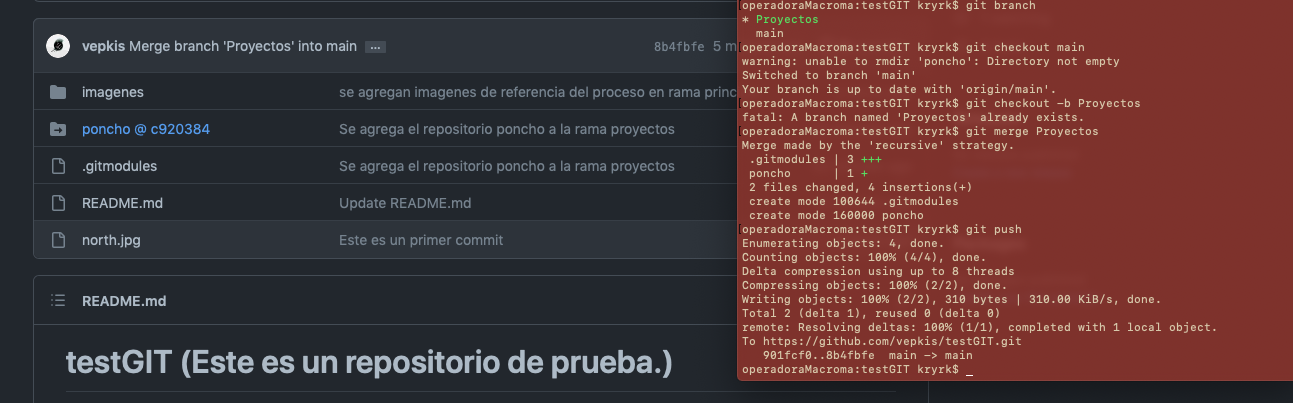 vepkis Merge branch 'Proyectos' into main ... 8b4fbfe 5 m
imagenes se agregan imagenes de referencia del proceso en rama princ
poncho @ c920384 Se agrega el repositorio poncho a la rama proyectos
.gitmodules Se agrega el repositorio poncho a la rama proyectos
README.md Update README.md
north.jpg Este es un primer commit
README.md
testGIT (Este es un repositorio de prueba.)
[operadoraMacroma:testGIT kryrk$ git branch
* Proyectos
main
[operadoraMacroma:testGIT kryrk$ git checkout main
warning: unable to rmdir 'poncho': Directory not empty
Switched to branch 'main'
Your branch is up to date with 'origin/main'.
[operadoraMacroma:testGIT kryrk$ git checkout -b Proyectos
fatal: A branch named 'Proyectos' already exists.
[operadoraMacroma:testGIT kryrk$ git merge Proyectos
Merge made by the 'recursive' strategy.
.gitmodules | 3 +++
poncho | 1 +
2 files changed, 4 insertions(+)
create mode 100644 .gitmodules
create mode 160000 poncho
[operadoraMacroma:testGIT kryrk$ git push
Enumerating objects: 4, done.
Counting objects: 100% (4/4), done.
Delta compression using up to 8 threads
Compressing objects: 100% (2/2), done.
Writing objects: 100% (2/2), 310 bytes | 310.00 KiB/s, done.
Total 2 (delta 1), reused 0 (delta 0)
remote: Resolving deltas: 100% (1/1), completed with 1 local object.
To https://github.com/vepkis/testGIT.git
901fcf0..8b4fbfe main -> main
operadoraMacroma:testGIT kryrk$ _